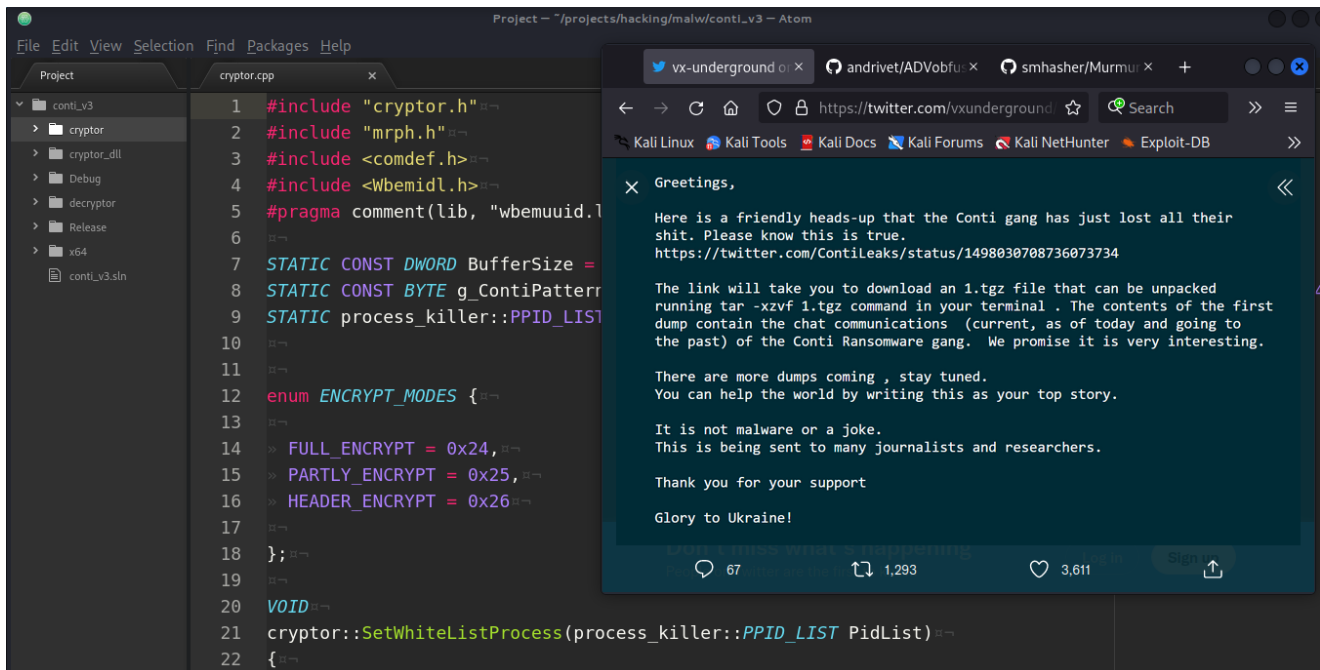 Project — ~/projects/hacking/malw/conti_v3 — Atom
File Edit View Selection Find Packages Help
Project
conti_v3
cryptor
cryptor_dll
Debug
decryptor
Release
x64
conti_v3.sln
cryptor.cpp
1 #include "cryptor.h"
2 #include "mrph.h"
3 #include <comdef.h>
4 #include <Wbemidl.h>
5 #pragma comment(lib, "wbemuuid.l
6
7 STATIC CONST DWORD BufferSize =
8 STATIC CONST BYTE g_ContiPattern
9 STATIC process_killer::PPID_LIST
10
11
12 enum ENCRYPT_MODES {
13
14 FULL_ENCRYPT = 0x24,
15 PARTLY_ENCRYPT = 0x25,
16 HEADER_ENCRYPT = 0x26
17
18 };
19
20 VOID
21 cryptor::SetWhiteListProcess(process_killer::PPID_LIST PidList)
22 {
vx-underground on
andrivet/ADVobfus
smhasher/Murmur
https://twitter.com/vxunderground/
Search
Kali Linux Kali Tools Kali Docs Kali Forums Kali NetHunter Exploit-DB
Greetings,
Here is a friendly heads-up that the Conti gang has just lost all their
shit. Please know this is true.
https://twitter.com/ContiLeaks/status/1498030708736073734
The link will take you to download an 1.tgz file that can be unpacked
running tar -xzvf 1.tgz command in your terminal . The contents of the first
dump contain the chat communications (current, as of today and going to
the past) of the Conti Ransomware gang. We promise it is very interesting.
There are more dumps coming , stay tuned.
You can help the world by writing this as your top story.
It is not malware or a joke.
This is being sent to many journalists and researchers.
Thank you for your support
Glory to Ukraine!
Don't miss what's happening
Log in
Sign up
67
1,293
3,611